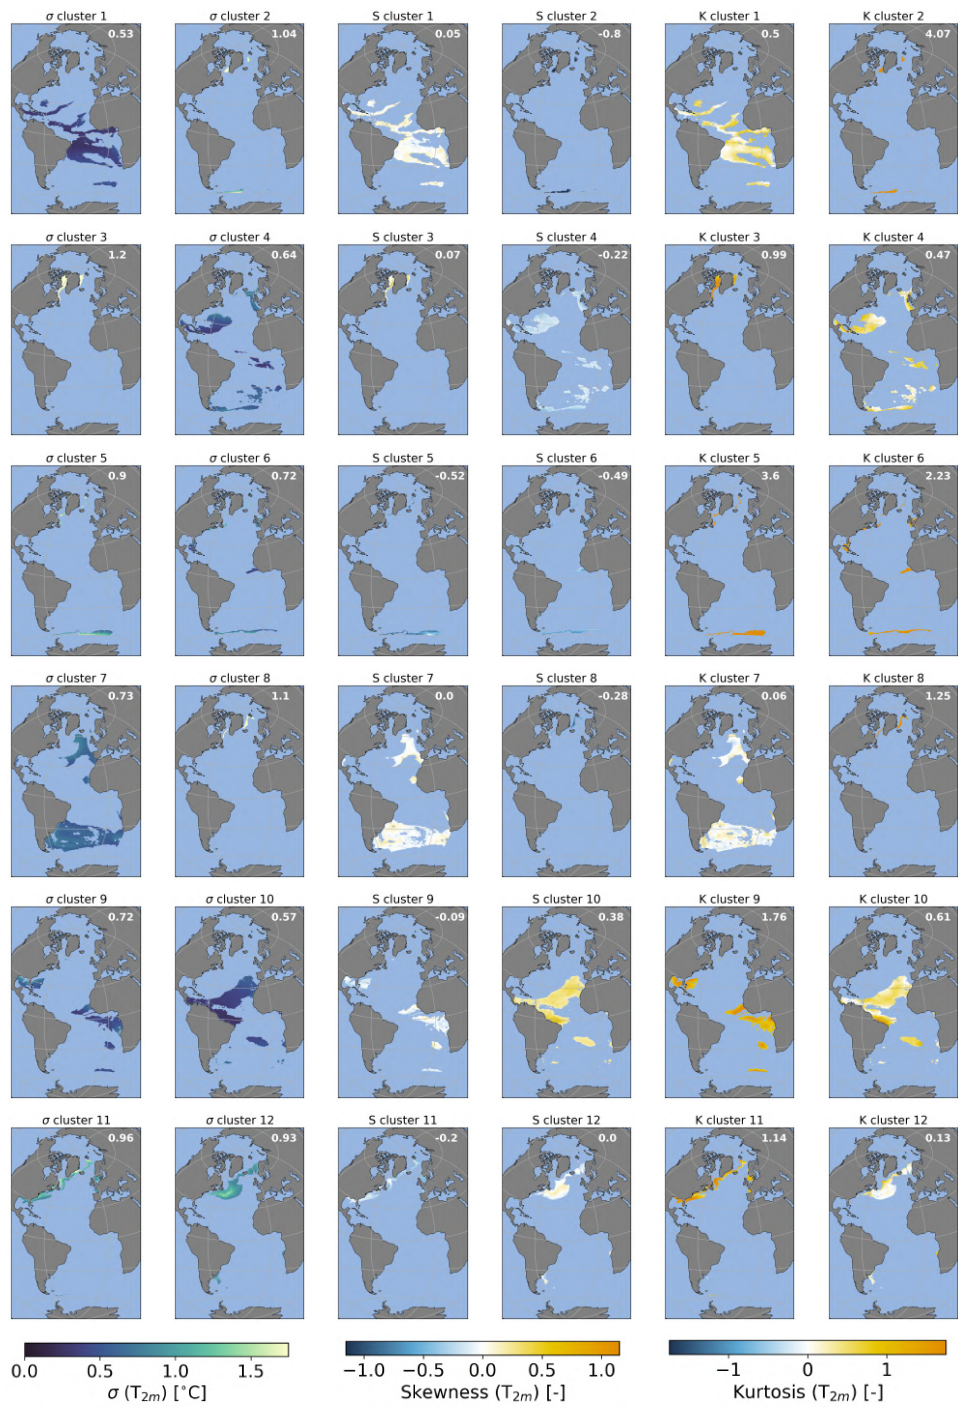 σ cluster 1 σ cluster 2 S cluster 1 S cluster 2 K cluster 1 K cluster 2
0.53 1.04 0.05 -0.8 0.5 4.07
σ cluster 3 σ cluster 4 S cluster 3 S cluster 4 K cluster 3 K cluster 4
1.2 0.64 0.07 -0.22 0.99 0.47
σ cluster 5 σ cluster 6 S cluster 5 S cluster 6 K cluster 5 K cluster 6
0.9 0.72 -0.52 -0.49 3.6 2.23
σ cluster 7 σ cluster 8 S cluster 7 S cluster 8 K cluster 7 K cluster 8
0.73 1.1 0.0 -0.28 0.06 1.25
σ cluster 9 σ cluster 10 S cluster 9 S cluster 10 K cluster 9 K cluster 10
0.72 0.57 -0.09 0.38 1.76 0.61
σ cluster 11 σ cluster 12 S cluster 11 S cluster 12 K cluster 11 K cluster 12
0.96 0.93 -0.2 0.0 1.14 0.13
0.0 0.5 1.0 1.5 −1.0 −0.5 0.0 0.5 1.0 −1 0 1
σ (T2m) [°C] Skewness (T2m) [-] Kurtosis (T2m) [-]